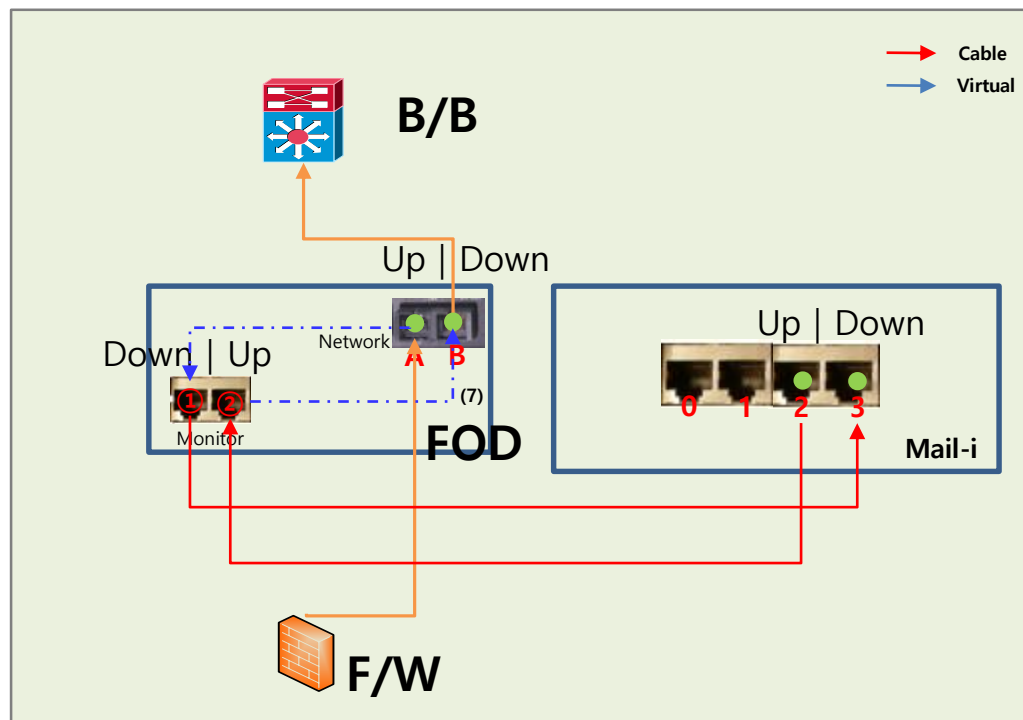 Cable
Virtual
B/B
Up | Down
Network
A B
Down | Up
① ②
(7)
Monitor
FOD
Up | Down
0 1 2 3
Mail-i
F/W